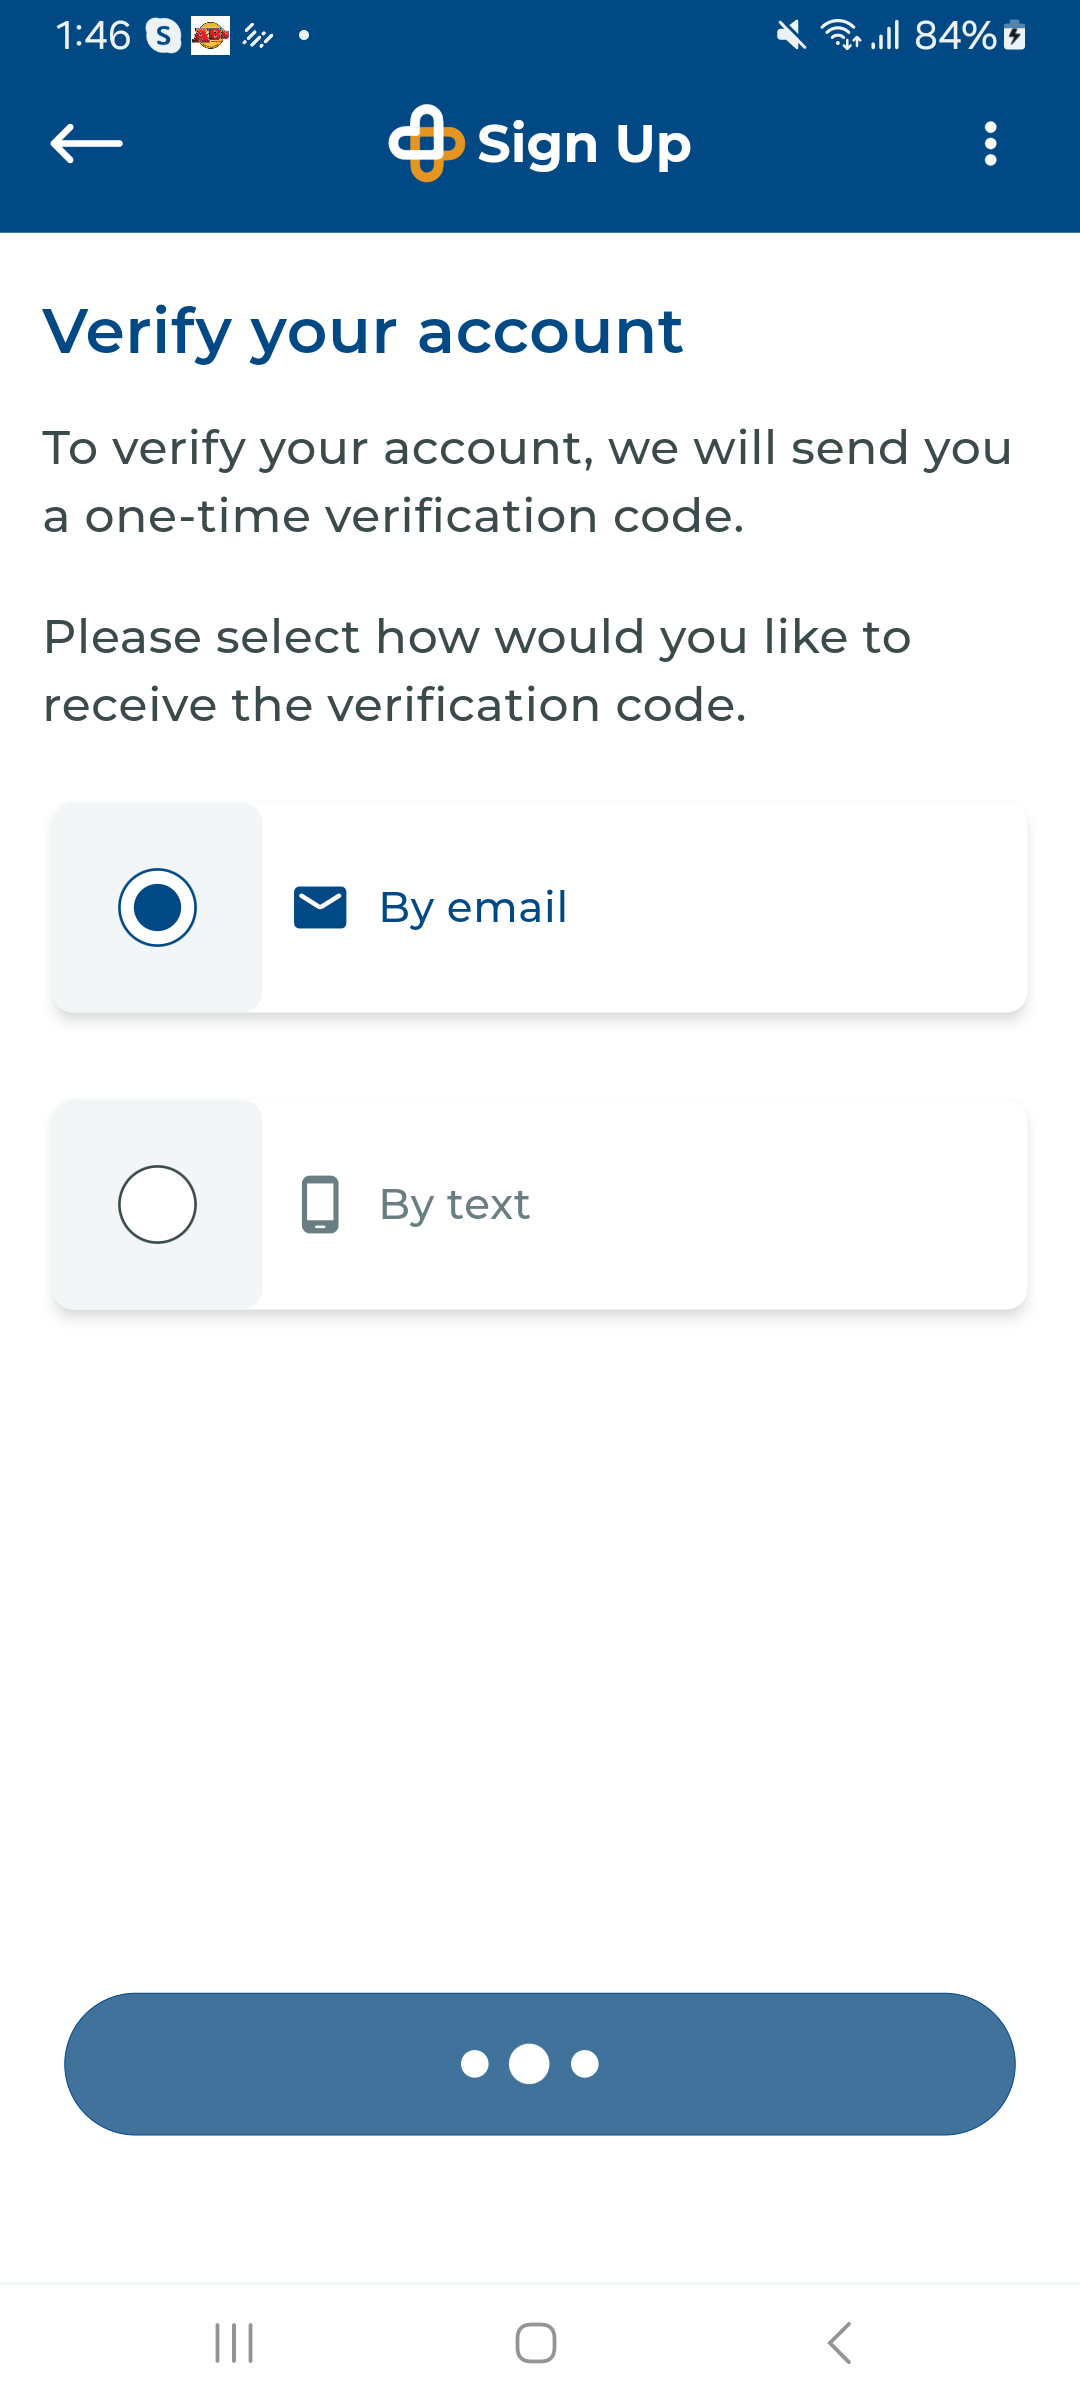 1:46 S 84%
Sign Up
Verify your account
To verify your account, we will send you
a one-time verification code.
Please select how would you like to
receive the verification code.
By email
By text